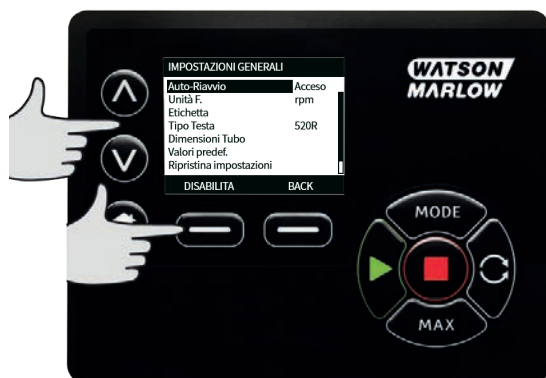 IMPOSTAZIONI GENERALI
Auto-Riavvio Acceso
Unità F. rpm
Etichetta
Tipo Testa 520R
Dimensioni Tubo
Valori predef.
Ripristina impostazioni
DISABILITA BACK
WATSON
MARLOW
MODE
MAX